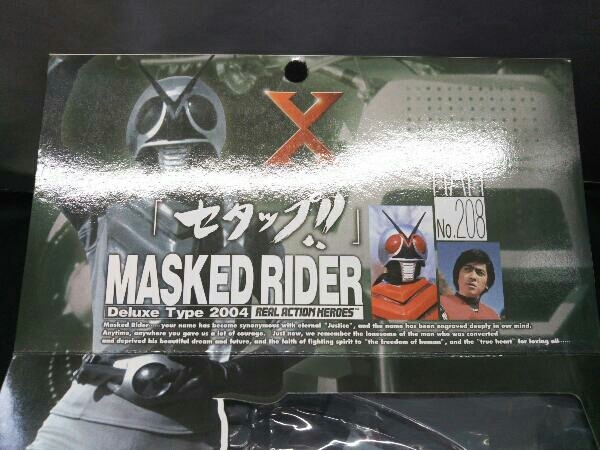 X
「セタップ!!」
RAH
No.208
MASKED RIDER
Deluxe Type 2004 REAL ACTION HEROES™
Masked Rider ---- your name has become synonymous with eternal "Justice", and the name has been engraved deeply in our mind.
Anytime, anywhere you gave us a lot of courage. Just now, we remember the lonesome of the man who was converted
and deprived his beautiful dream and future, and the faith of fighting spirit to "the freedom of human", and the "true heart" for loving all----